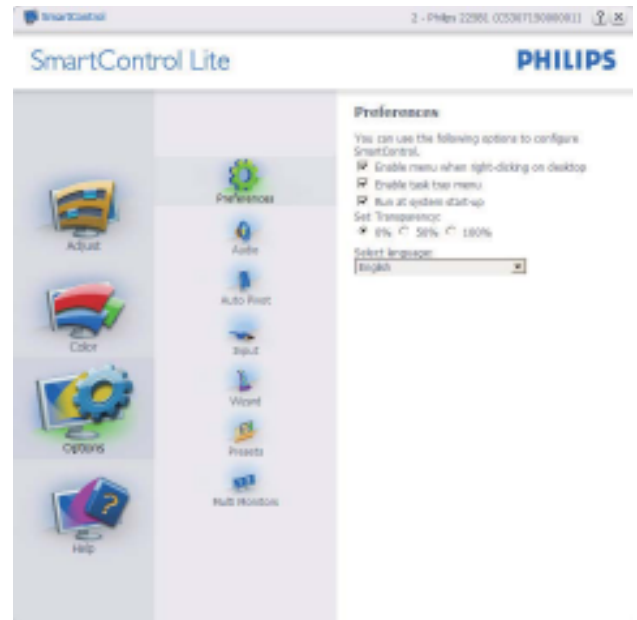 SmartControl
SmartControl Lite
PHILIPS
Adjust
Color
Options
Help
Preferences
Audio
Auto Pivot
Input
Wizard
Presets
Multi Monitors
Preferences
You can use the following options to configure
SmartControl.
Enable menu when right-clicking on desktop
Enable task tray menu
Run at system start-up
Set Transparency:
0% 50% 100%
Select language:
English